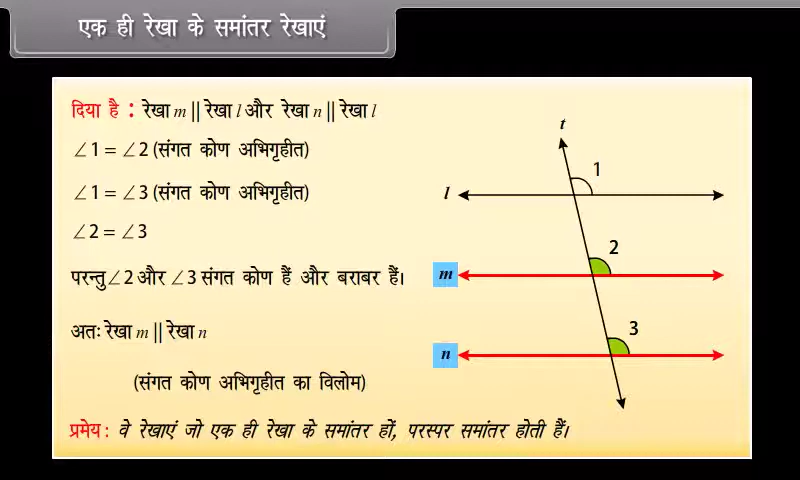 एक ही रेखा के समांतर रेखाएं
दिया है : रेखा m || रेखा l और रेखा n || रेखा l
∠1 = ∠2 (संगत कोण अभिगृहीत)
∠1 = ∠3 (संगत कोण अभिगृहीत)
∠2 = ∠3
परन्तु ∠2 और ∠3 संगत कोण हैं और बराबर हैं।
अतः रेखा m || रेखा n
(संगत कोण अभिगृहीत का विलोम)
प्रमेय : वे रेखाएं जो एक ही रेखा के समांतर हों, परस्पर समांतर होती हैं।
t
1
l
2
m
3
n